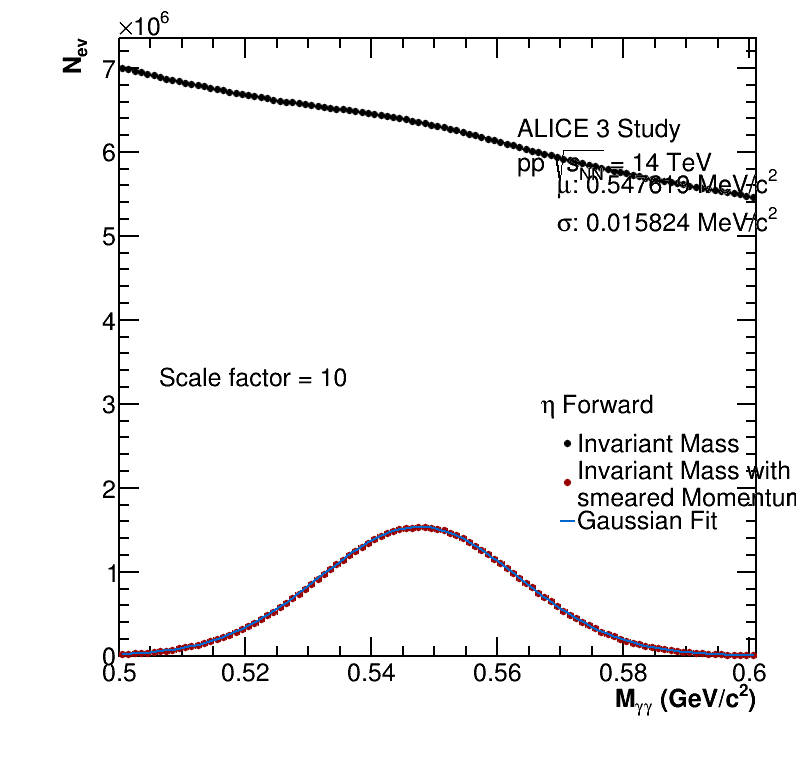 ×10⁶
N_ev
7
6
5
4
3
2
1
0
ALICE 3 Study
pp √s_NN = 14 TeV
μ: 0.547619 MeV/c²
σ: 0.015824 MeV/c²
Scale factor = 10
η Forward
Invariant Mass
Invariant Mass with
smeared Momentum
Gaussian Fit
0.5 0.52 0.54 0.56 0.58 0.6
M_γγ (GeV/c²)